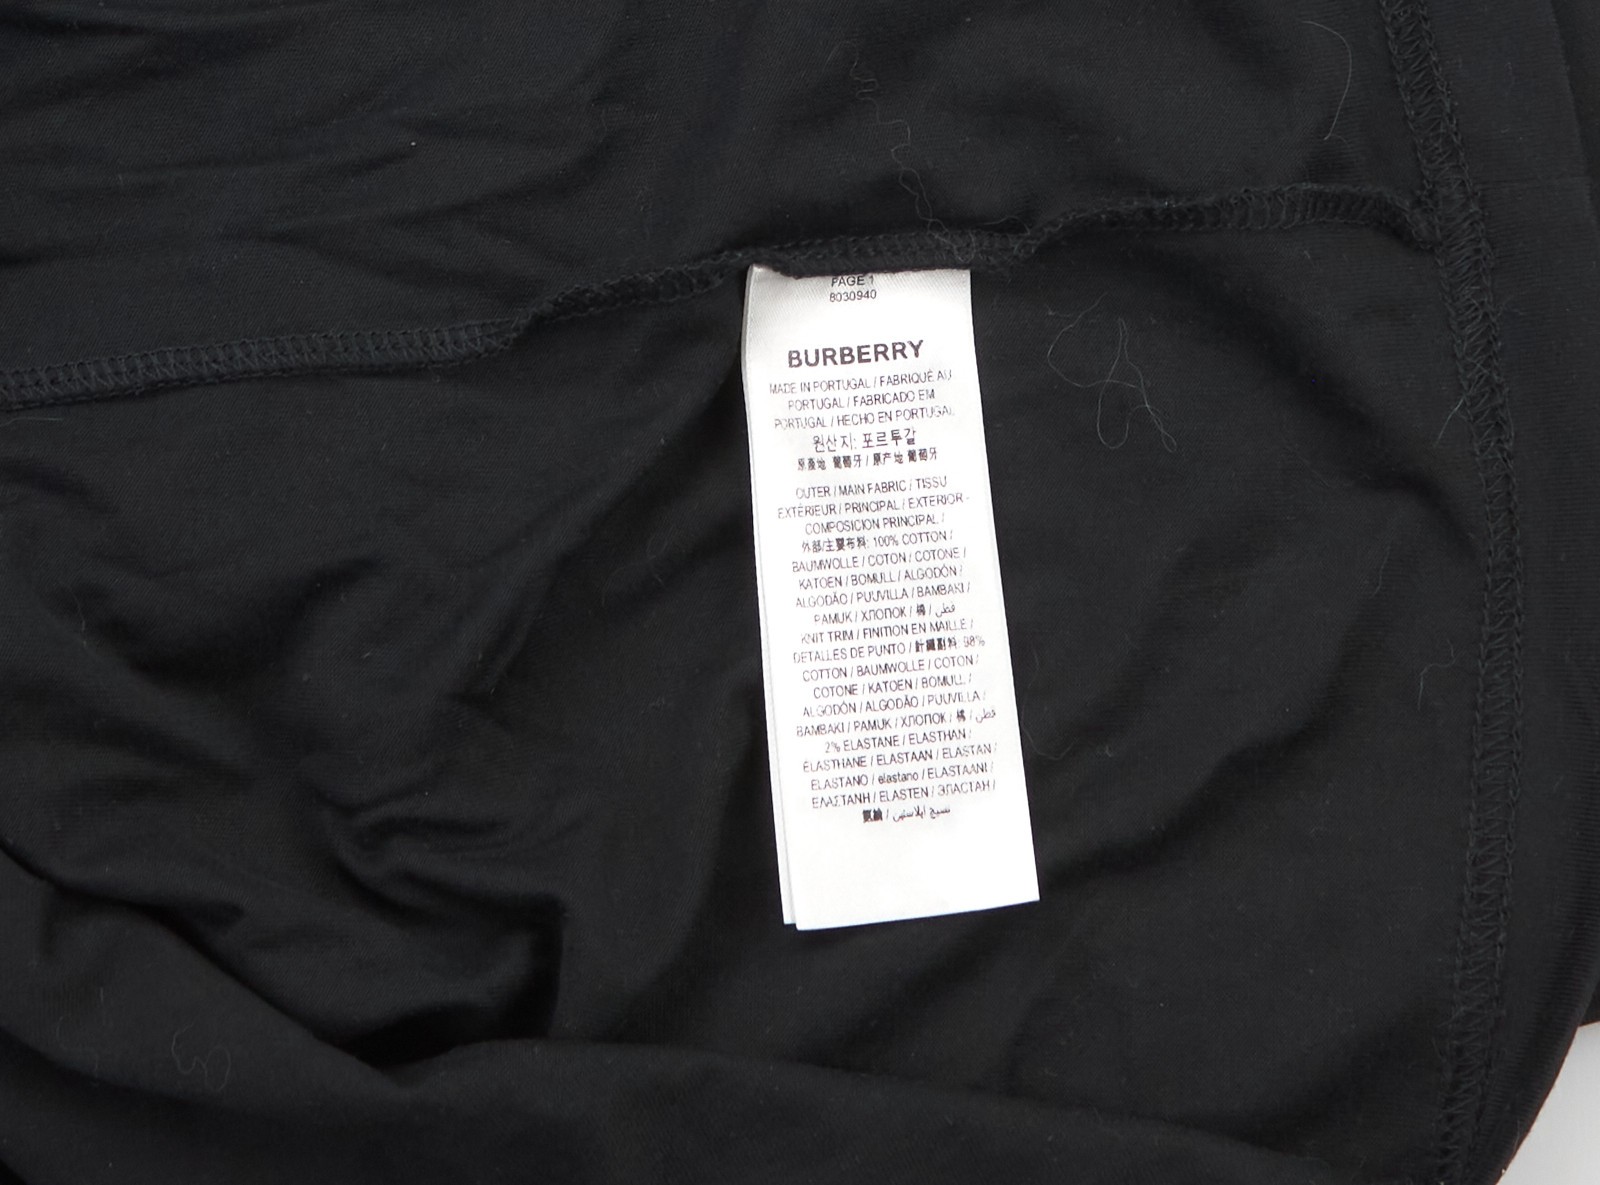 PAGE 1
8030940
BURBERRY
MADE IN PORTUGAL / FABRIQUÉ AU
PORTUGAL / FABRICADO EM
PORTUGAL / HECHO EN PORTUGAL
원산지: 포르투갈
原產地 葡萄牙 / 原产地 葡萄牙
OUTER / MAIN FABRIC / TISSU
EXTÉRIEUR / PRINCIPAL / EXTERIOR -
COMPOSICION PRINCIPAL /
外部/主要布料: 100% COTTON /
BAUMWOLLE / COTON / COTONE /
KATOEN / BOMULL / ALGODÓN /
ALGODÃO / PUUVILLA / BAMBAKI /
PAMUK / ХЛОПОК / 棉 / قطن
KNIT TRIM / FINITION EN MAILLE /
DETALLES DE PUNTO / 針織副料: 98%
COTTON / BAUMWOLLE / COTON /
COTONE / KATOEN / BOMULL /
ALGODÓN / ALGODÃO / PUUVILLA /
BAMBAKI / PAMUK / ХЛОПОК / 棉 / قطن
2% ELASTANE / ELASTHAN /
ÉLASTHANE / ELASTAAN / ELASTAN /
ELASTANO / elastano / ELASTAANI /
ΕΛΑΣΤΑΝΗ / ELASTEN / ЭЛАСТАН /
氨綸 / نسيج ايلاستين